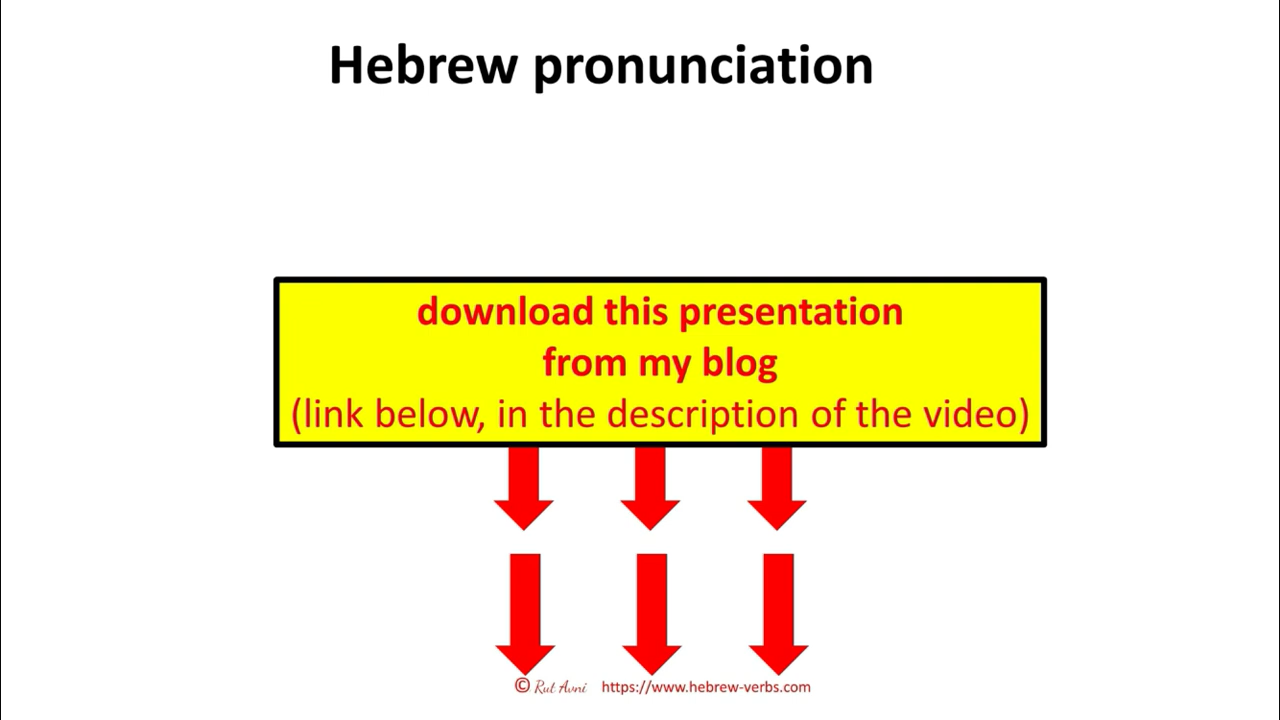 Hebrew pronunciation
download this presentation
from my blog
(link below, in the description of the video)
© Rut Avni https://www.hebrew-verbs.com